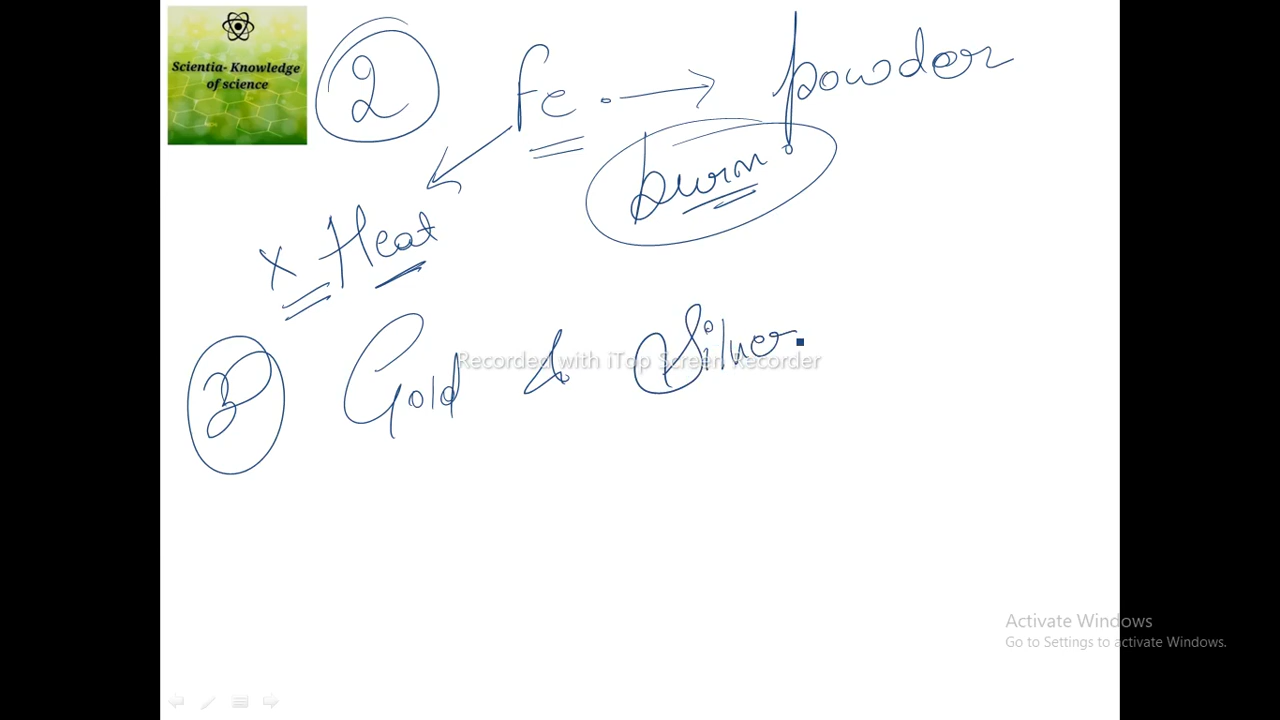 Scientia- Knowledge
of science
2 Fe. → powder
burn
x Heat
3 Gold & Silver.
Recorded with iTop Screen Recorder
Activate Windows
Go to Settings to activate Windows.